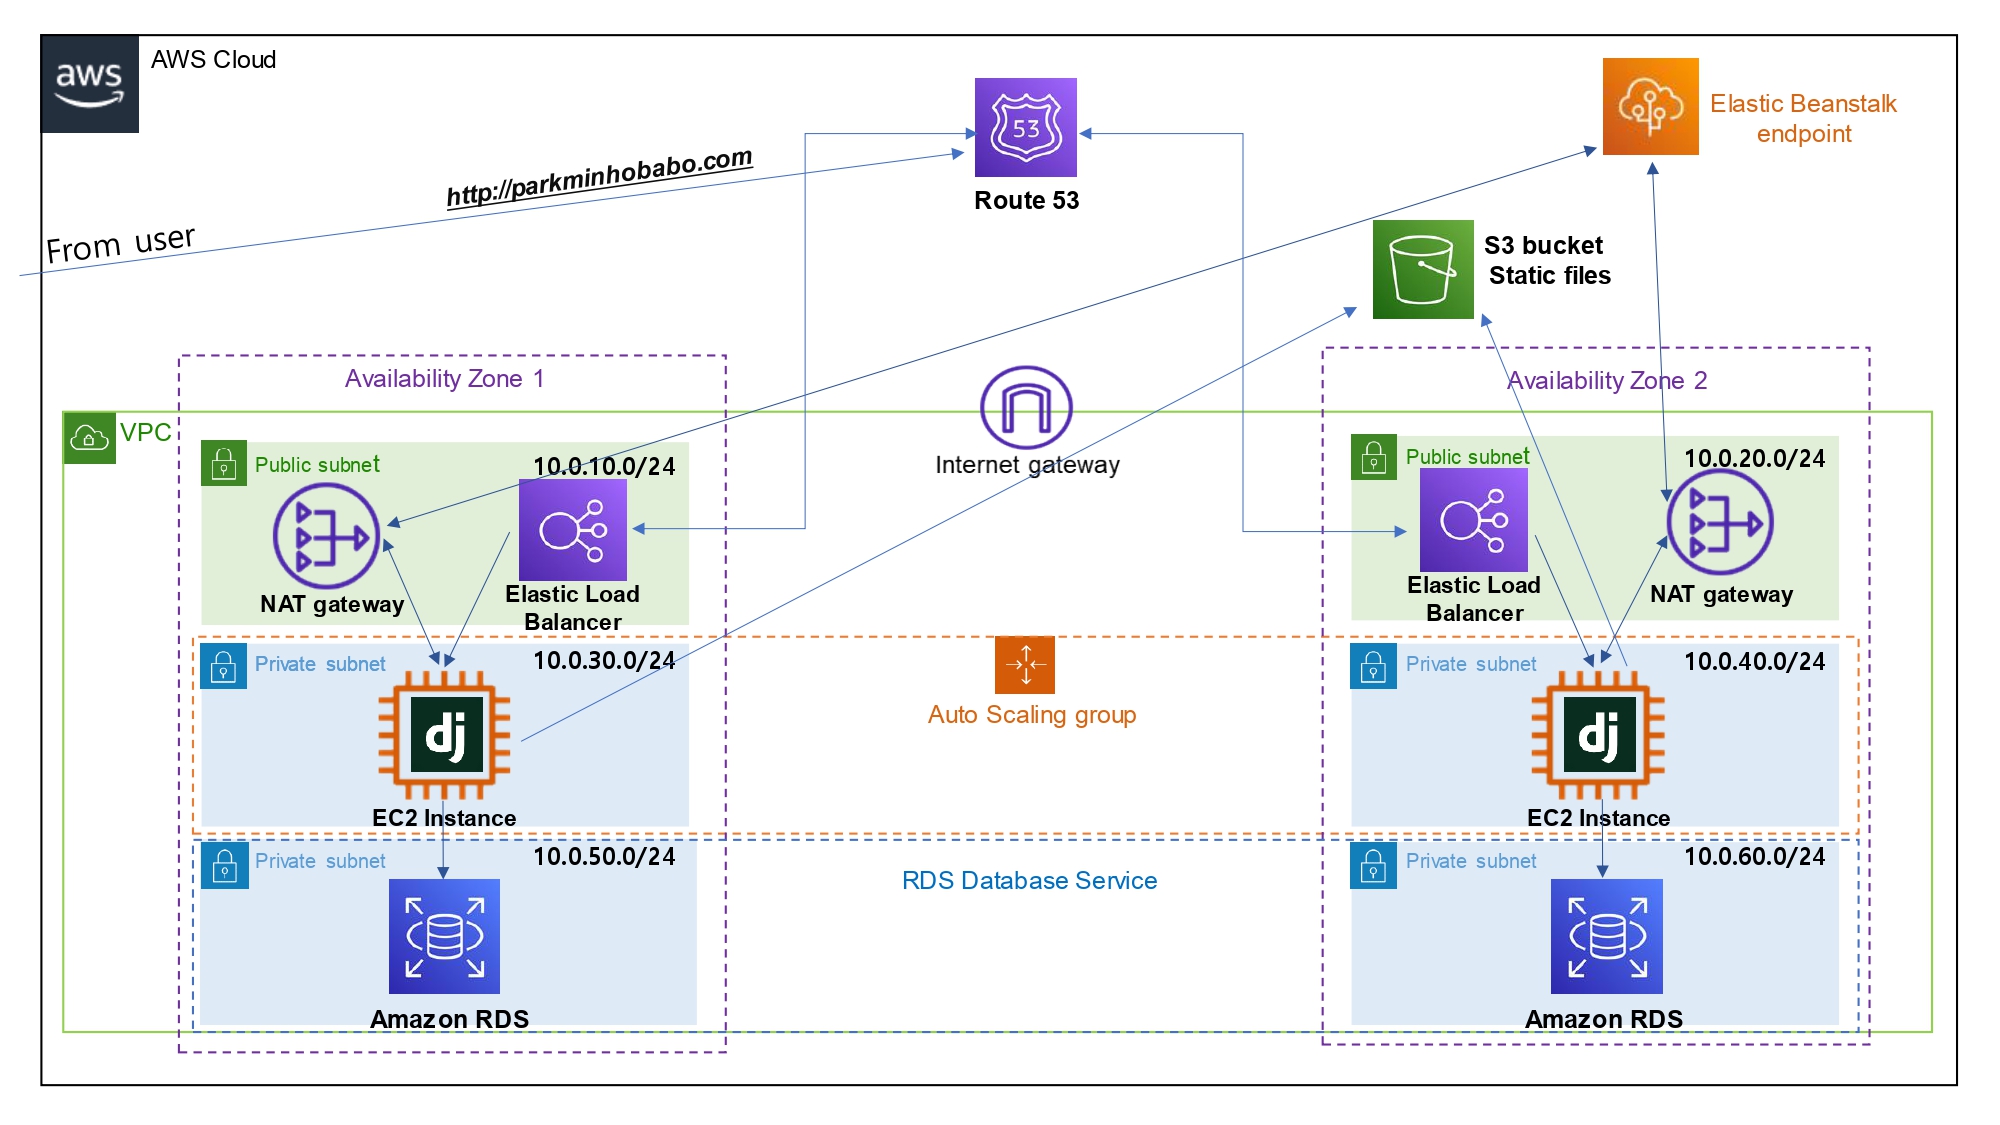 aws
AWS Cloud
53
Route 53
Elastic Beanstalk
endpoint
http://parkminhobabo.com
From user
S3 bucket
Static files
Availability Zone 1
Availability Zone 2
VPC
Internet gateway
Public subnet
10.0.10.0/24
NAT gateway
Elastic Load
Balancer
Public subnet
10.0.20.0/24
Elastic Load
Balancer
NAT gateway
Private subnet
10.0.30.0/24
dj
EC2 Instance
Auto Scaling group
Private subnet
10.0.40.0/24
dj
EC2 Instance
Private subnet
10.0.50.0/24
Amazon RDS
RDS Database Service
Private subnet
10.0.60.0/24
Amazon RDS